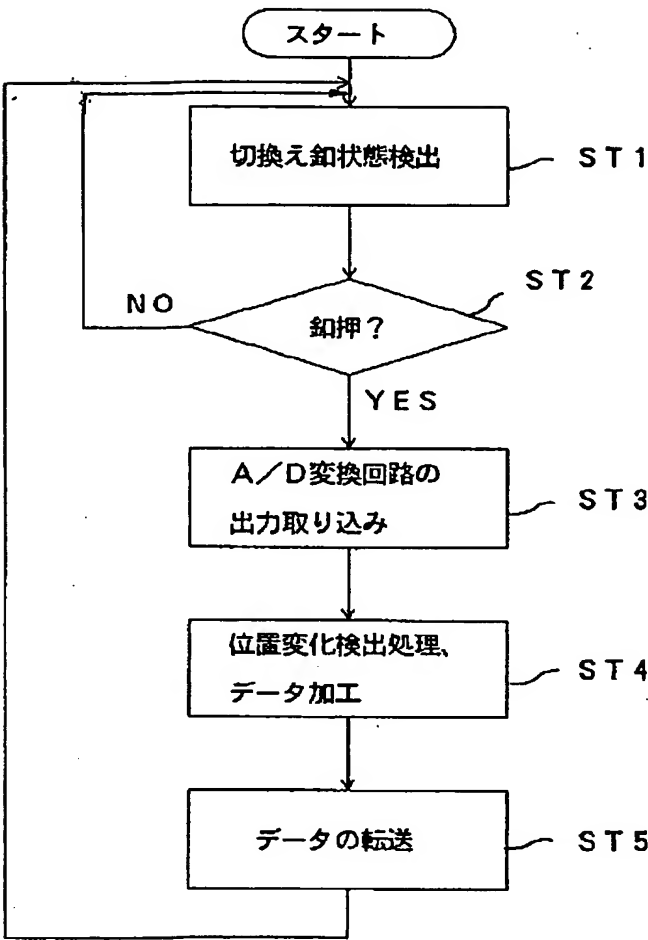 スタート
切換え釦状態検出
ST1
ST2
NO
釦押？
YES
A／D変換回路の
出力取り込み
ST3
位置変化検出処理、
データ加工
ST4
データの転送
ST5